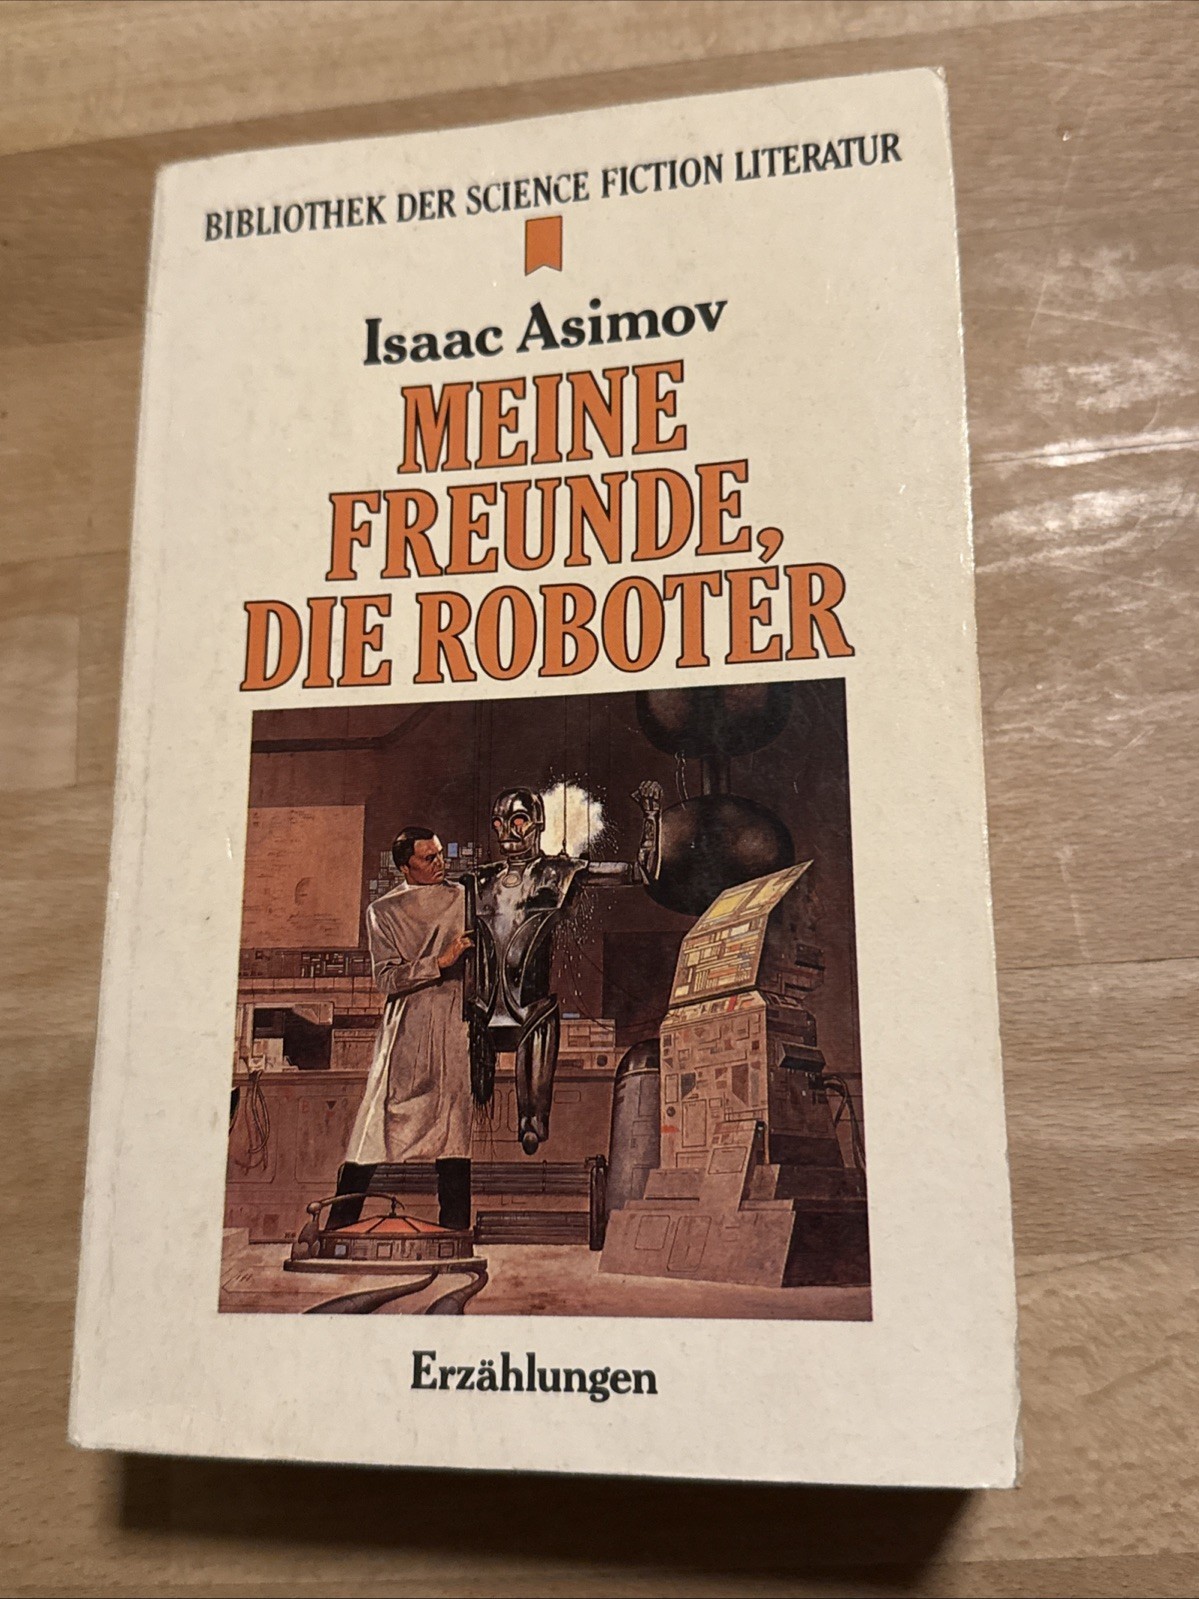 BIBLIOTHEK DER SCIENCE FICTION LITERATUR
Isaac Asimov
MEINE
FREUNDE,
DIE ROBOTER
Erzählungen